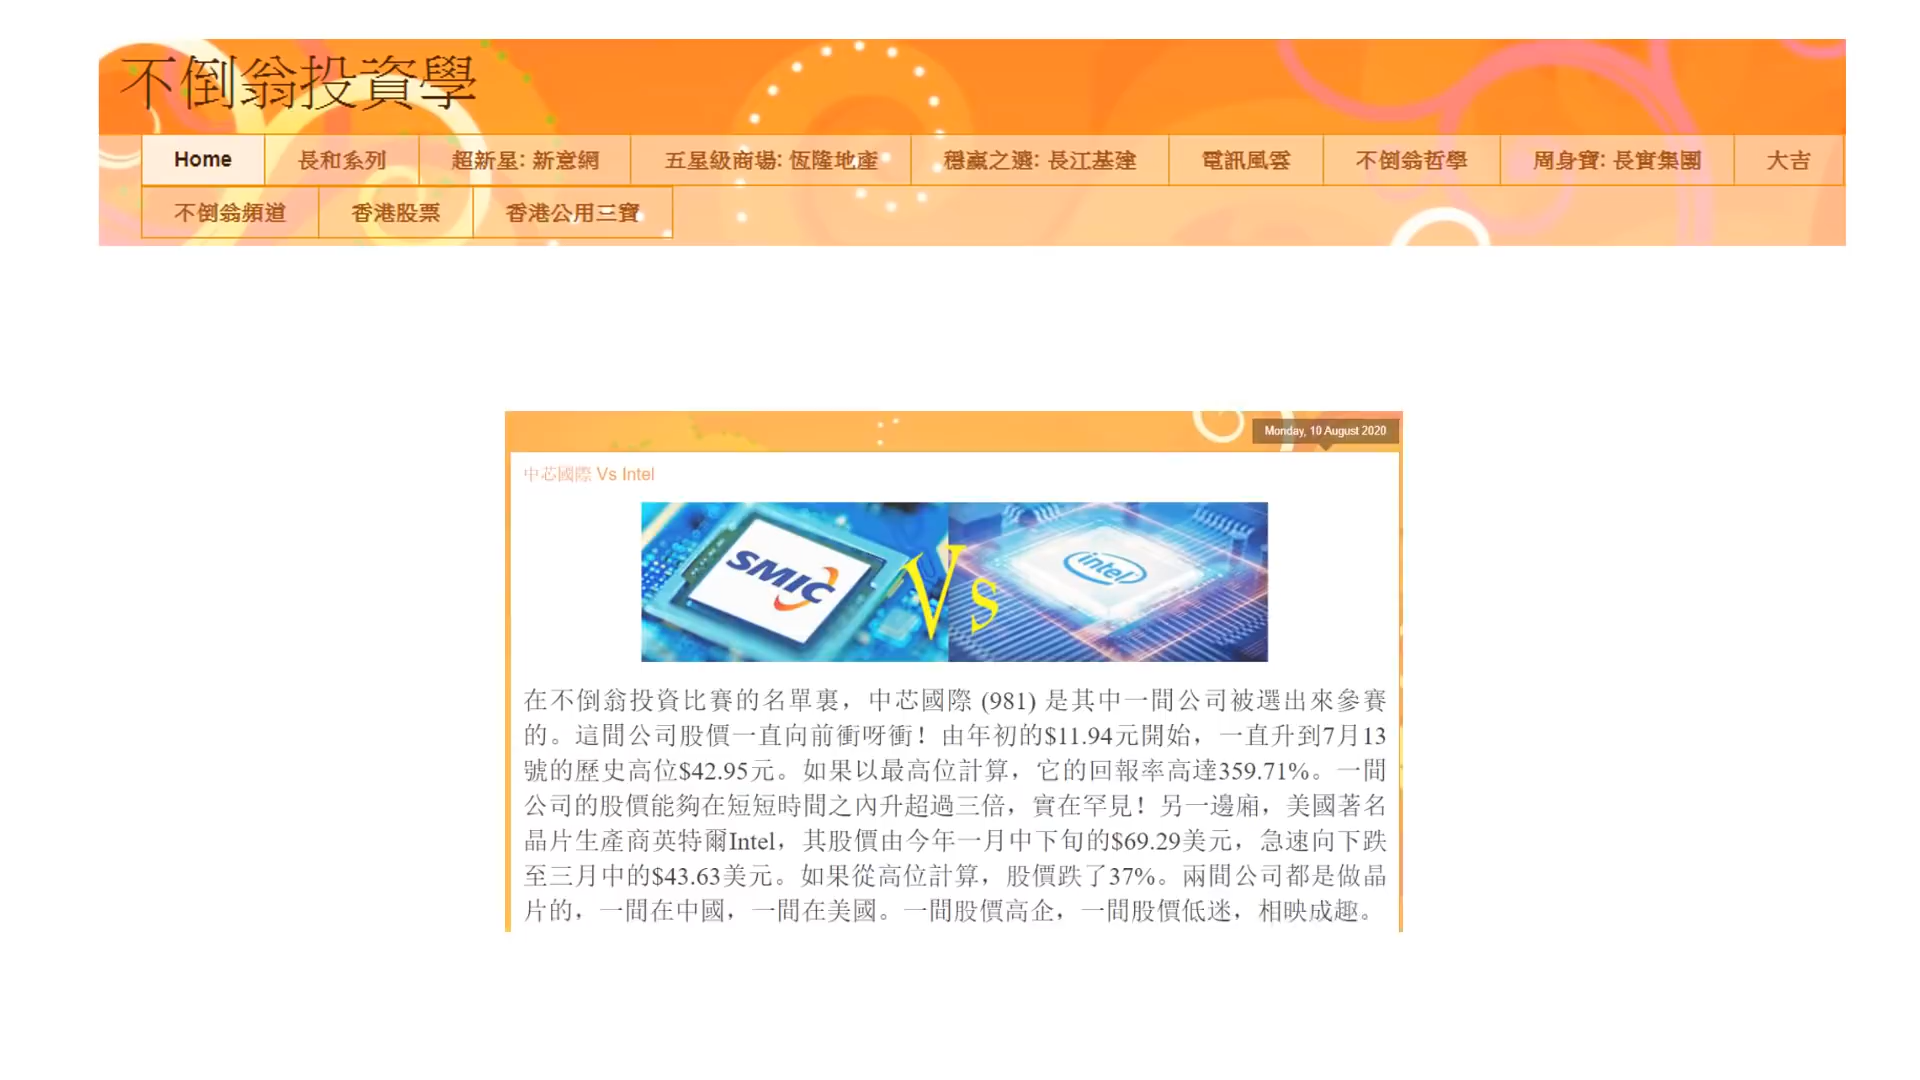 不倒翁投資學
Home 長和系列 超新星: 新意網 五星級商場: 恆隆地產 穩贏之選: 長江基建 電訊風雲 不倒翁哲學 周身寶: 長實集團 大吉
不倒翁頻道 香港股票 香港公用三寶
Monday, 10 August 2020
中芯國際 Vs Intel
SMIC Vs intel
在不倒翁投資比賽的名單裏，中芯國際 (981) 是其中一間公司被選出來參賽
的。這間公司股價一直向前衝呀衝！由年初的$11.94元開始，一直升到7月13
號的歷史高位$42.95元。如果以最高位計算，它的回報率高達359.71%。一間
公司的股價能夠在短短時間之內升超過三倍，實在罕見！另一邊廂，美國著名
晶片生產商英特爾Intel，其股價由今年一月中下旬的$69.29美元，急速向下跌
至三月中的$43.63美元。如果從高位計算，股價跌了37%。兩間公司都是做晶
片的，一間在中國，一間在美國。一間股價高企，一間股價低迷，相映成趣。